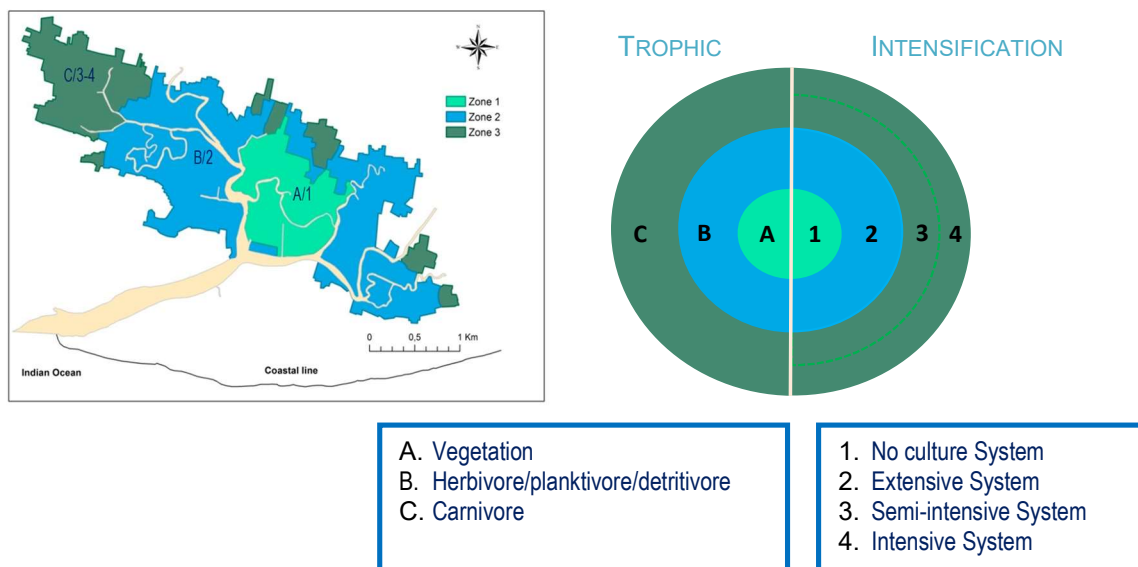 N
W
E
S
C/3-4
B/2
A/1
Zone 1
Zone 2
Zone 3
0 0,5 1 Km
Indian Ocean
Coastal line
TROPHIC INTENSIFICATION
C B A 1 2 3 4
A. Vegetation
B. Herbivore/planktivore/detritivore
C. Carnivore
1. No culture System
2. Extensive System
3. Semi-intensive System
4. Intensive System